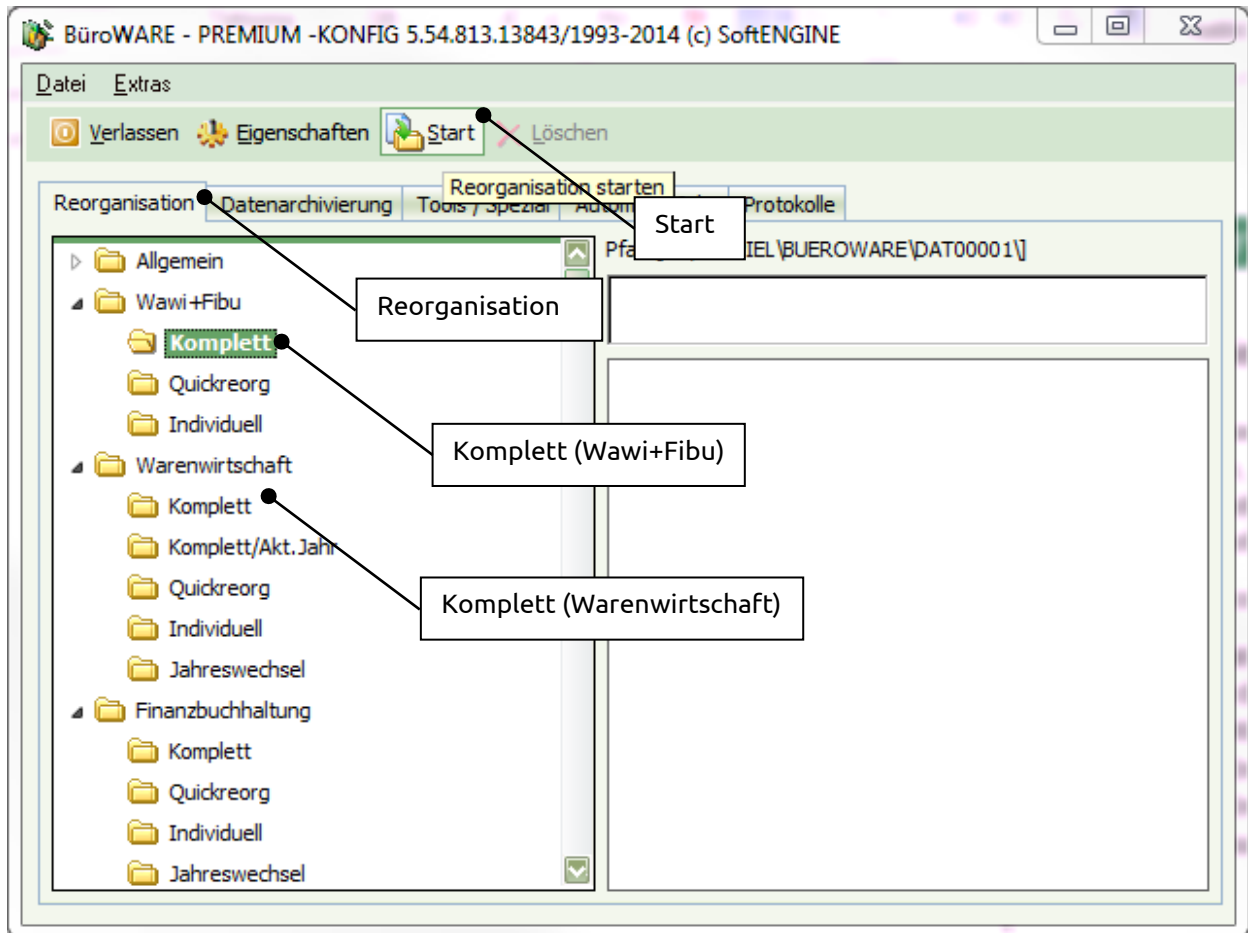 BüroWARE - PREMIUM -KONFIG 5.54.813.13843/1993-2014 (c) SoftENGINE
Datei Extras
Verlassen Eigenschaften Start Löschen
Reorganisation starten
Reorganisation Datenarchivierung Tools / Spezial Protokolle
Start
IEL\BUEROWARE\DAT00001\]
Allgemein
Wawi+Fibu
Reorganisation
Komplett
Quickreorg
Individuell
Komplett (Wawi+Fibu)
Warenwirtschaft
Komplett
Komplett/Akt.Jahr
Quickreorg
Komplett (Warenwirtschaft)
Individuell
Jahreswechsel
Finanzbuchhaltung
Komplett
Quickreorg
Individuell
Jahreswechsel